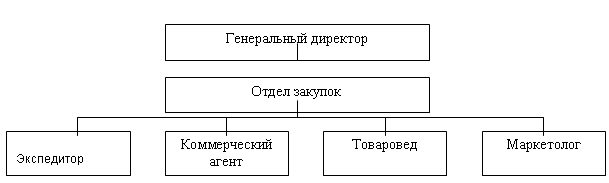 Генеральный директор
Отдел закупок
Экспедитор
Коммерческий
агент
Товаровед
Маркетолог